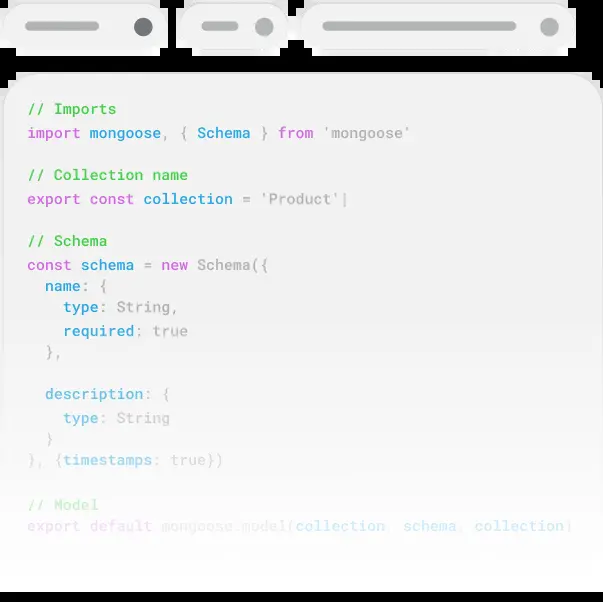 // Imports
import mongoose, { Schema } from 'mongoose'
// Collection name
export const collection = 'Product'|
// Schema
const schema = new Schema({
name: {
type: String,
required: true
},
description: {
type: String
}
}, {timestamps: true})
// Model
export default mongoose.model(collection, schema, collection)